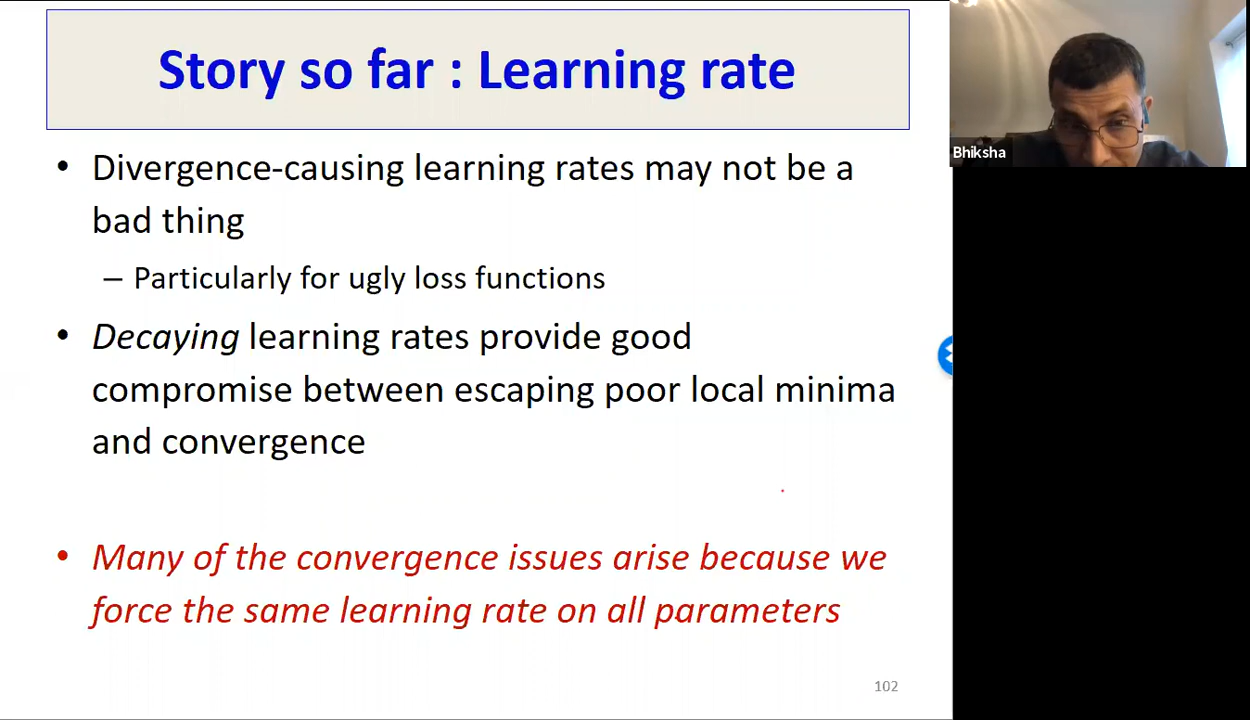 Story so far : Learning rate
• Divergence-causing learning rates may not be a
bad thing
– Particularly for ugly loss functions
• Decaying learning rates provide good
compromise between escaping poor local minima
and convergence
• Many of the convergence issues arise because we
force the same learning rate on all parameters
102
Bhiksha